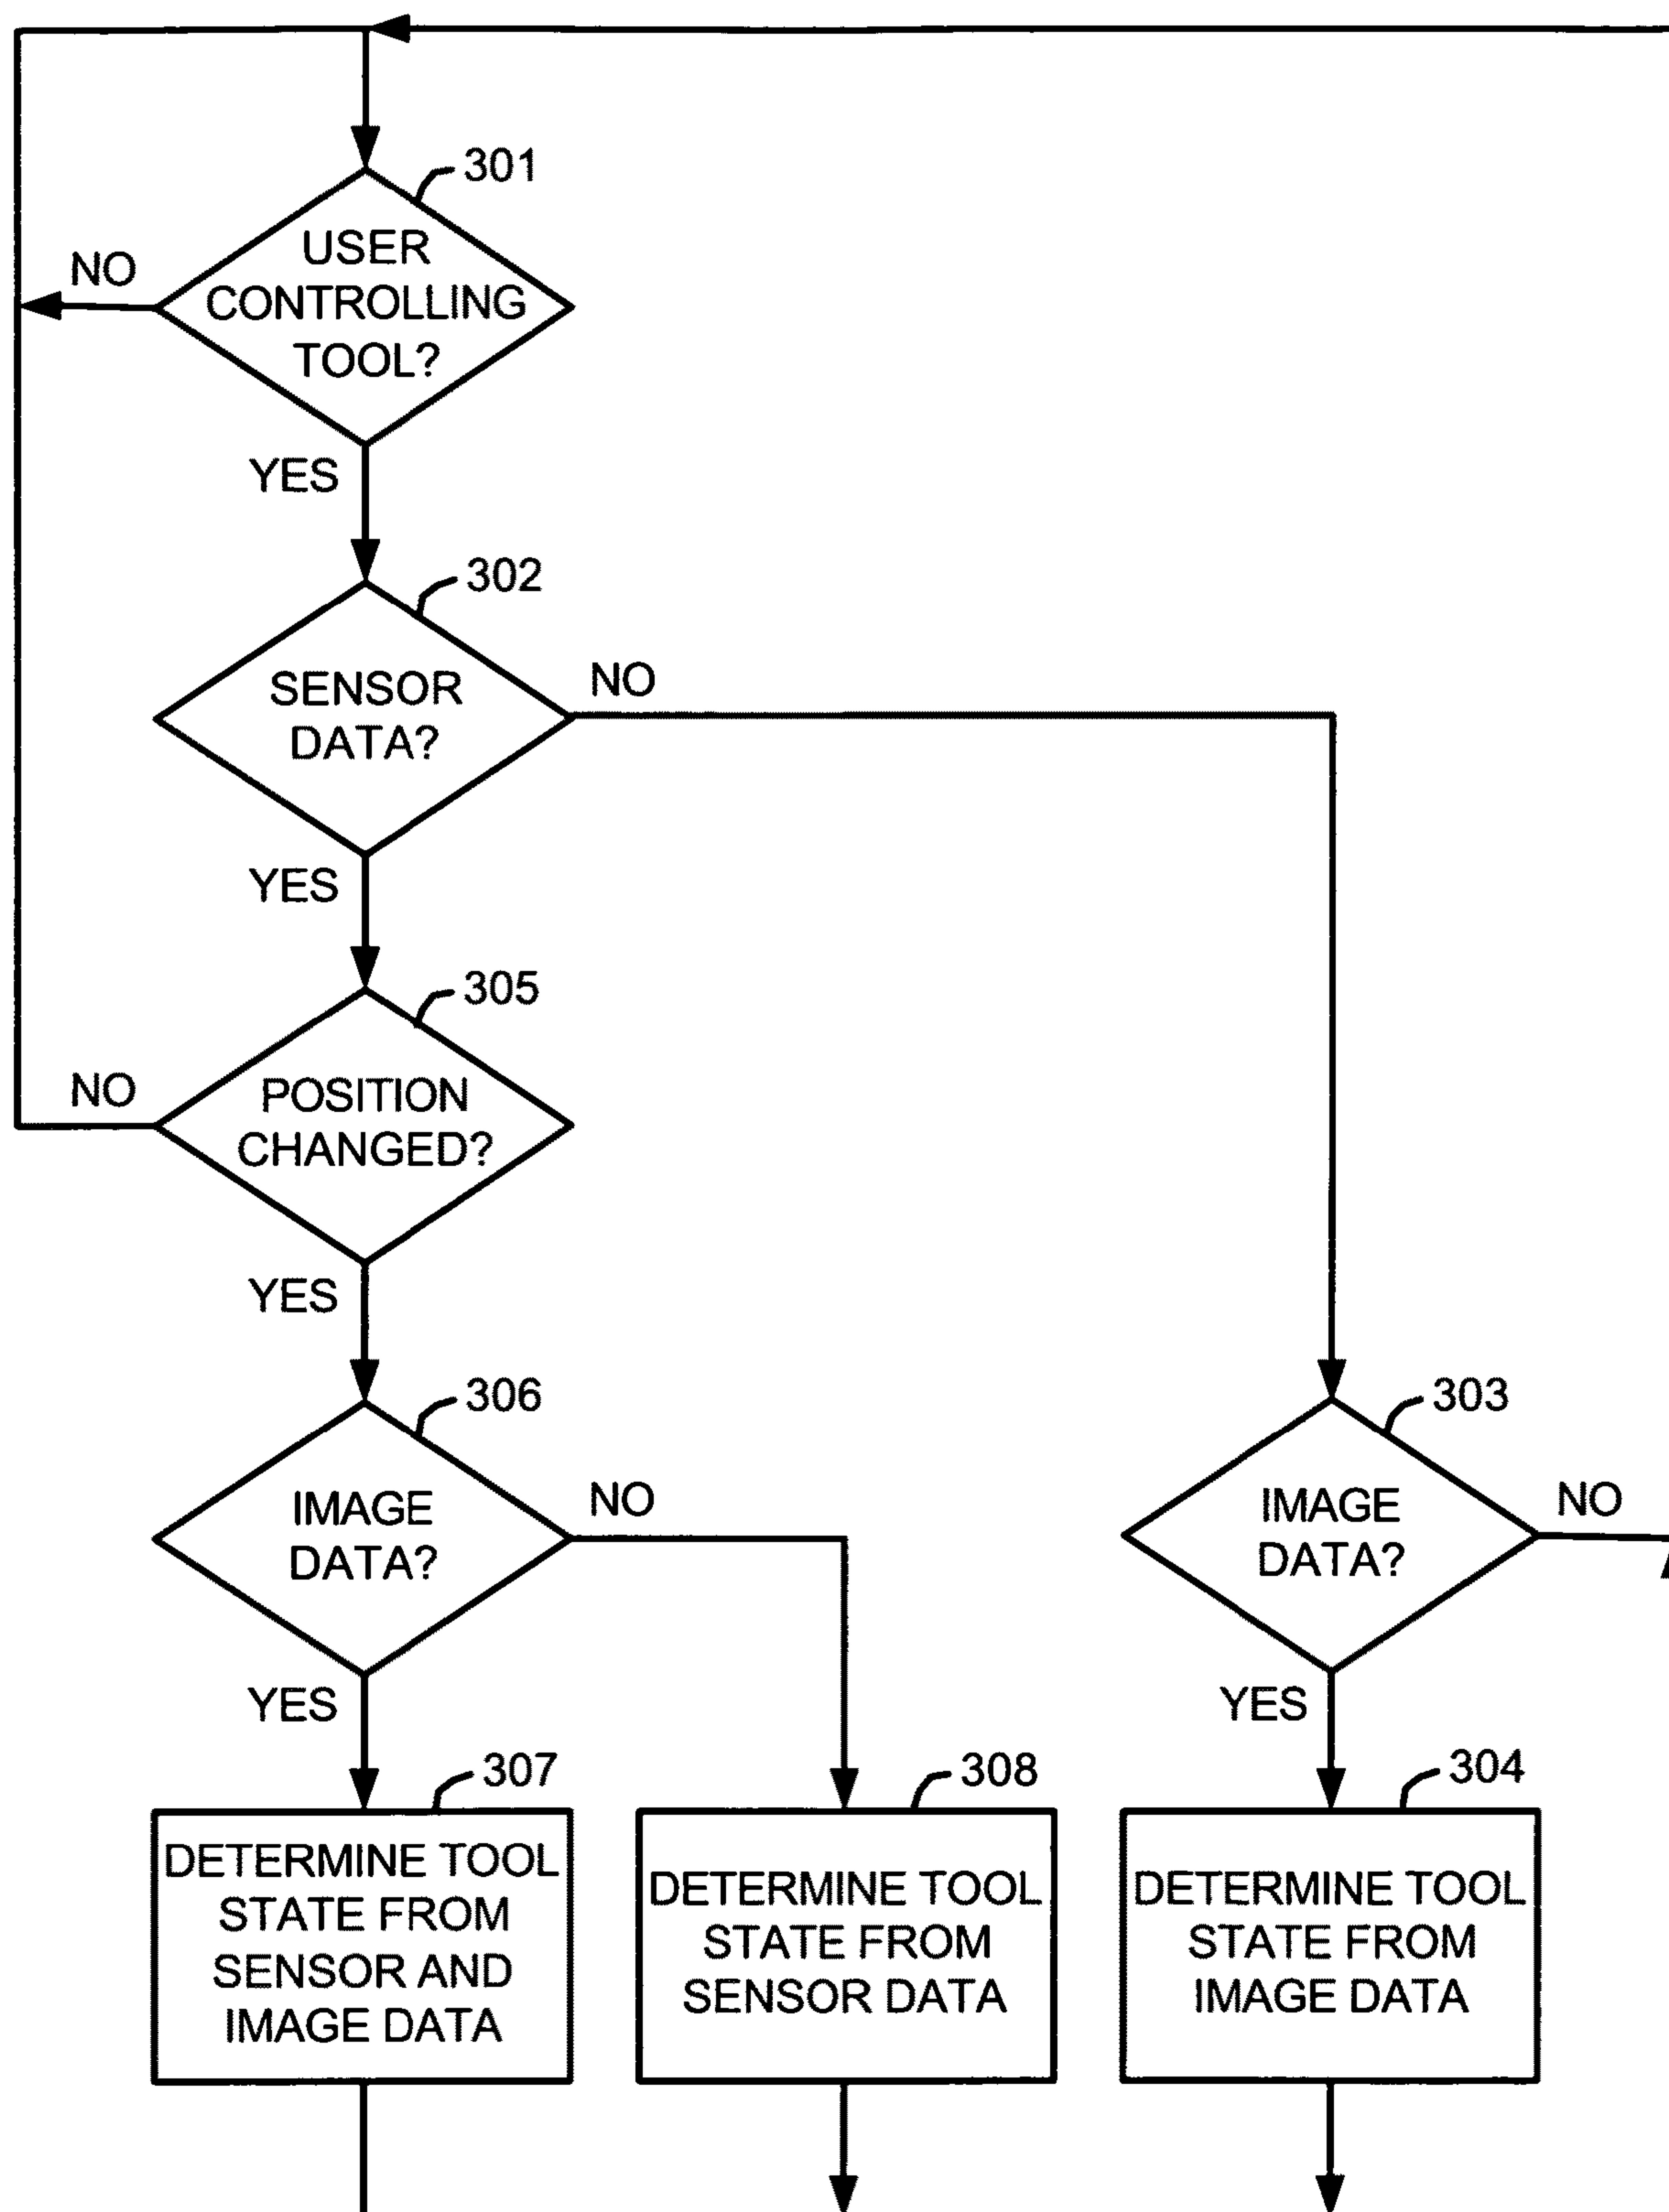 301
USER
CONTROLLING
TOOL?
NO
YES
302
SENSOR
DATA?
NO
YES
305
POSITION
CHANGED?
NO
YES
306
IMAGE
DATA?
NO
YES
303
IMAGE
DATA?
NO
YES
307
DETERMINE TOOL
STATE FROM
SENSOR AND
IMAGE DATA
308
DETERMINE TOOL
STATE FROM
SENSOR DATA
304
DETERMINE TOOL
STATE FROM
IMAGE DATA